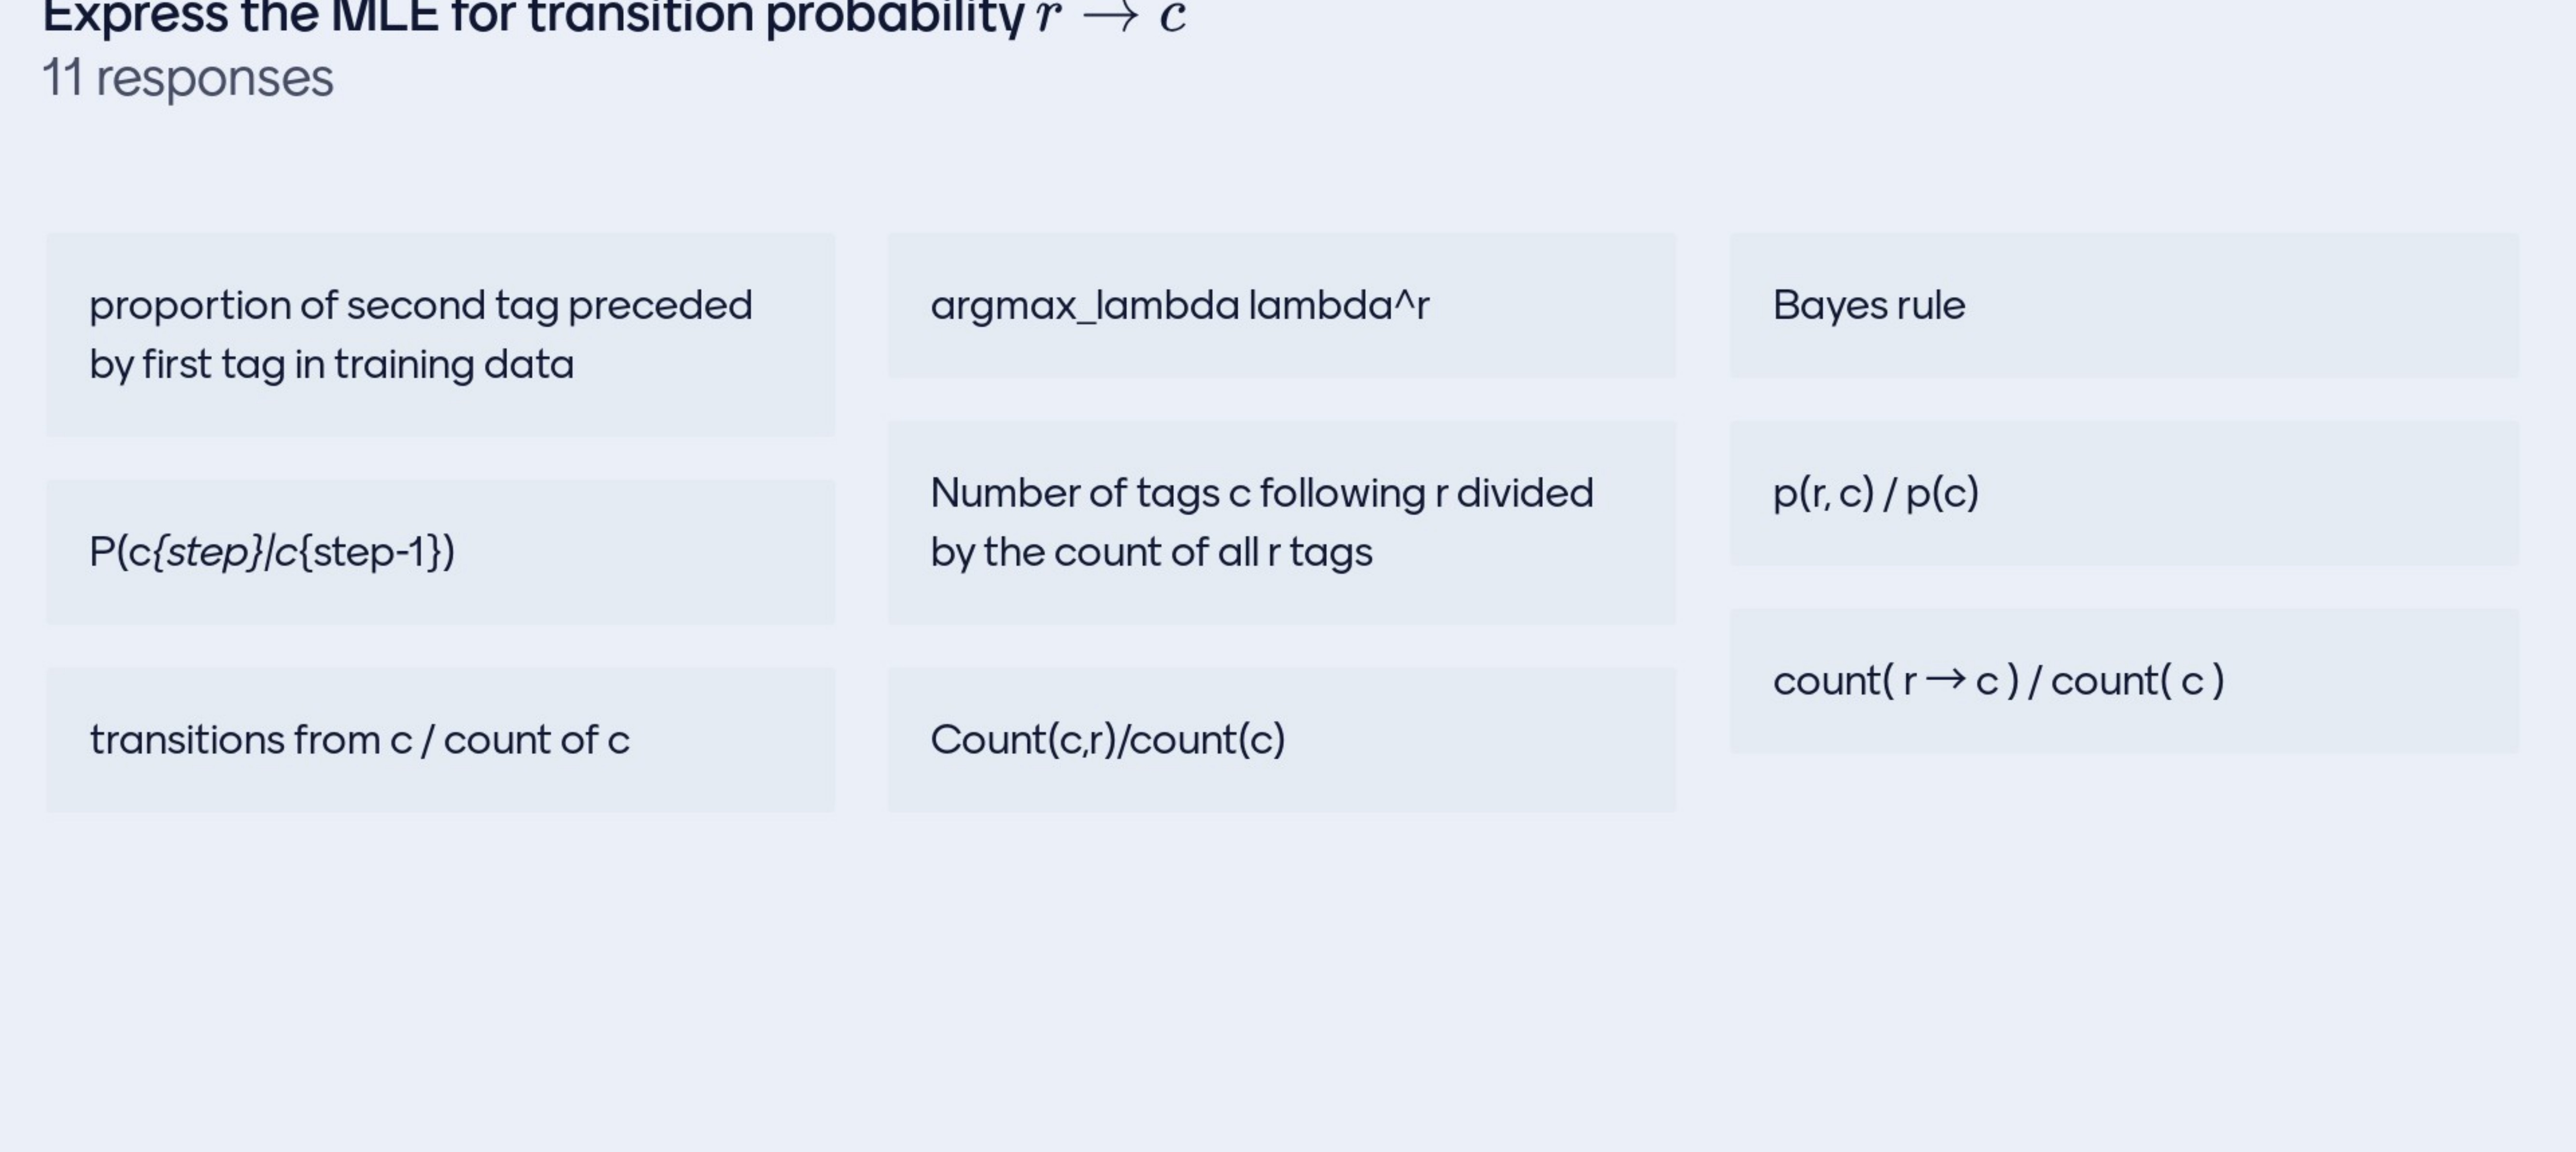 Express the MLE for transition probability r → c
11 responses
proportion of second tag preceded
by first tag in training data
P(c{step}|c{step-1})
transitions from c / count of c
argmax_lambda lambda^r
Number of tags c following r divided
by the count of all r tags
Count(c,r)/count(c)
Bayes rule
p(r, c) / p(c)
count( r → c ) / count( c )